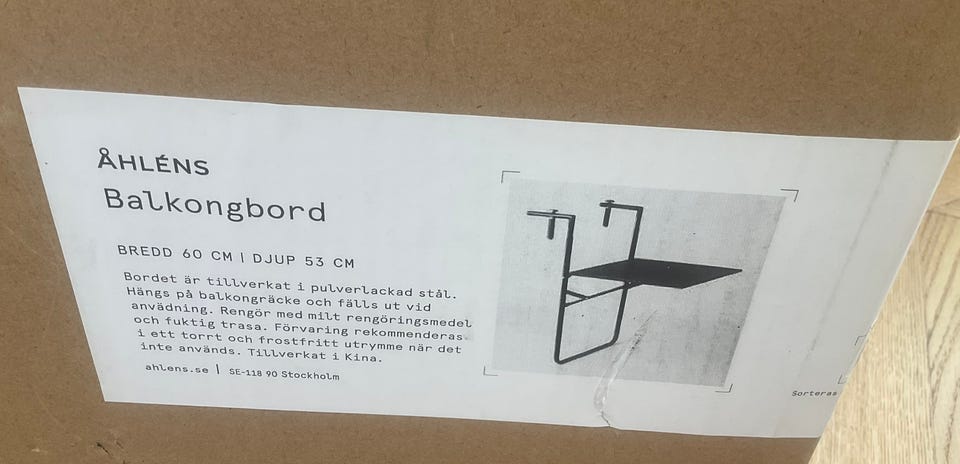 ÅHLÉNS
Balkongbord
BREDD 60 CM | DJUP 53 CM
Bordet är tillverkat i pulverlackad stål.
Hängs på balkongräcke och fälls ut vid
anvädning. Rengör med milt rengöringsmedel
och fuktig trasa. Förvaring rekommenderas
i ett torrt och frostfritt utrymme när det
inte används. Tillverkat i Kina.
ahlens.se | SE-118 90 Stockholm
Sorteras